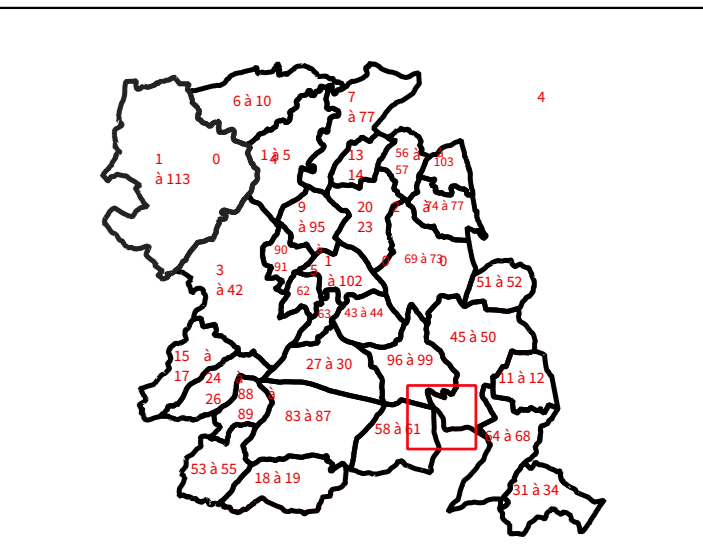 7
à 77
4
6 à 10
1 0
à 113
1 à 5
4
13
14
56 à
57
à
103
9
à 95
20
23
2
à
74 à 77
90
91
à
5
1
à 102
0
69 à 73
0
3
à 42
62
51 à 52
63
43 à 44
45 à 50
15 à
17
27 à 30
96 à 99
24
26
à
88
89
à
11 à 12
83 à 87
58 à 61
64 à 68
53 à 55
18 à 19
31 à 34